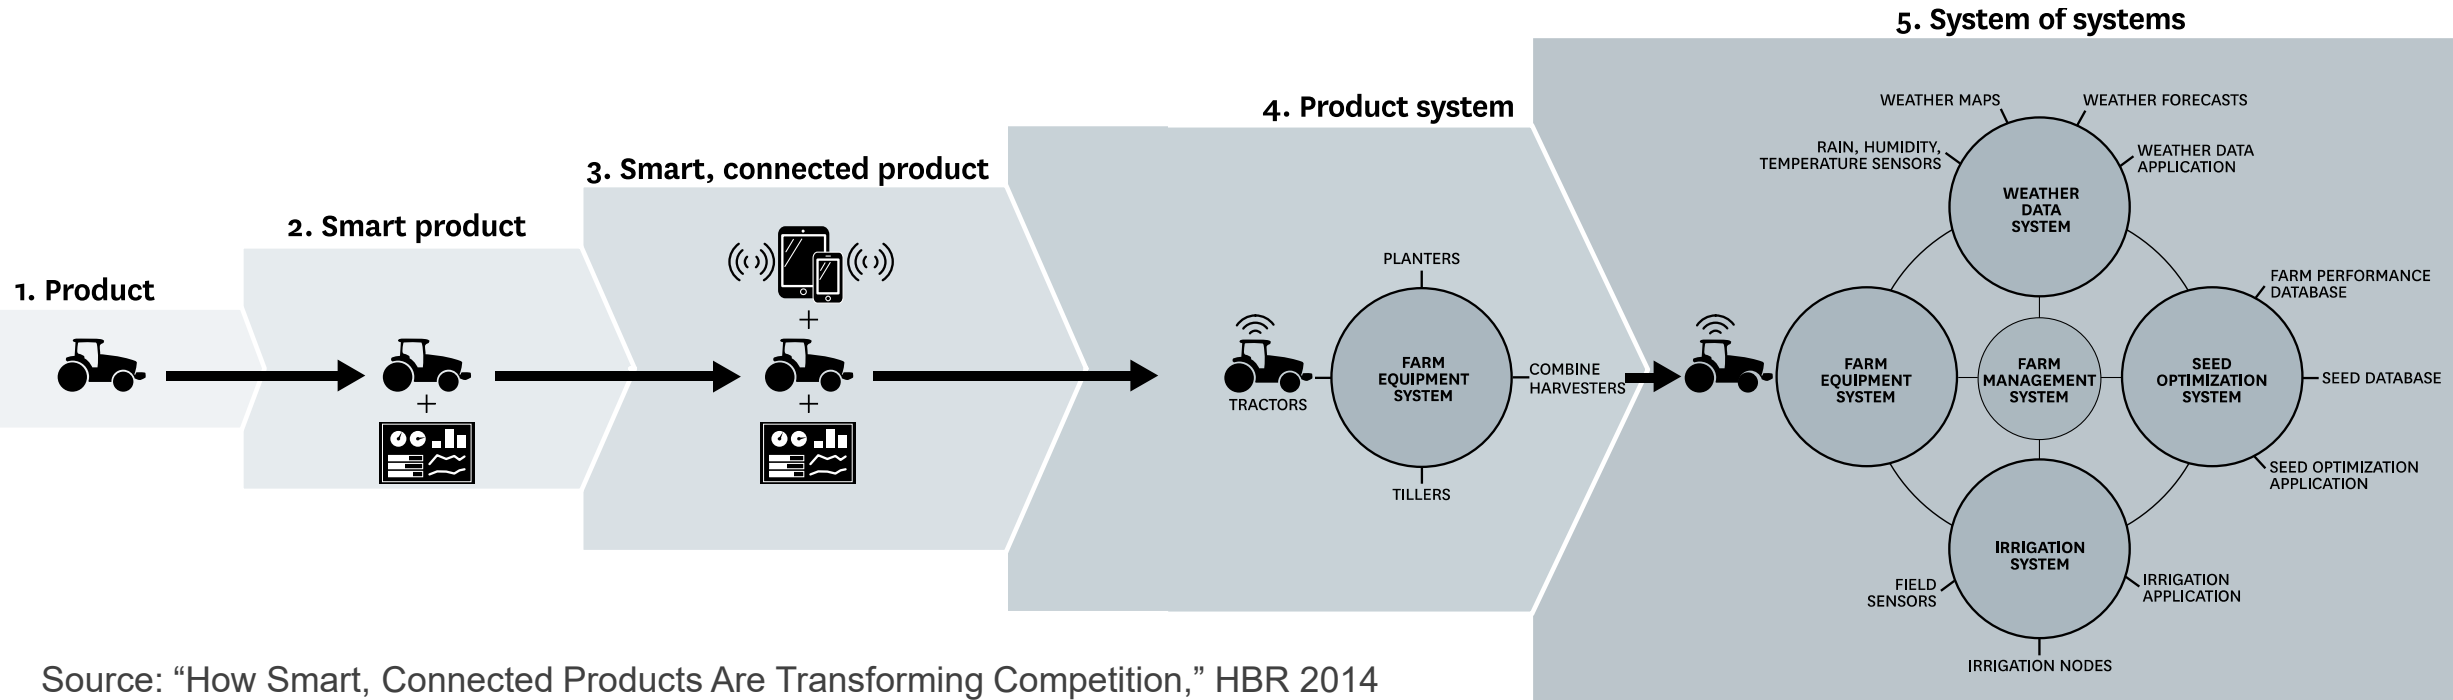 1. Product
2. Smart product
3. Smart, connected product
4. Product system
PLANTERS
TRACTORS
FARM
EQUIPMENT
SYSTEM
COMBINE
HARVESTERS
TILLERS
5. System of systems
WEATHER MAPS
WEATHER FORECASTS
RAIN, HUMIDITY,
TEMPERATURE SENSORS
WEATHER DATA
APPLICATION
WEATHER
DATA
SYSTEM
FARM PERFORMANCE
DATABASE
FARM
EQUIPMENT
SYSTEM
FARM
MANAGEMENT
SYSTEM
SEED
OPTIMIZATION
SYSTEM
SEED DATABASE
SEED OPTIMIZATION
APPLICATION
IRRIGATION
SYSTEM
FIELD
SENSORS
IRRIGATION
APPLICATION
IRRIGATION NODES
Source: “How Smart, Connected Products Are Transforming Competition,” HBR 2014